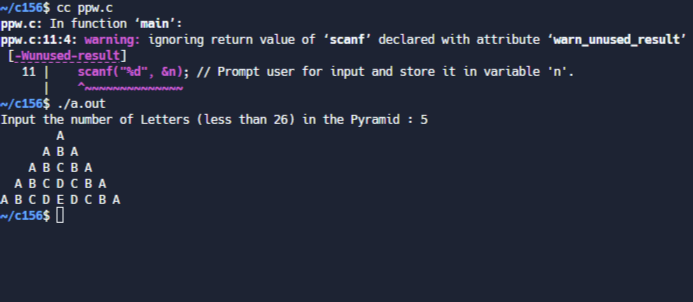 ~/c156$ cc ppw.c
ppw.c: In function ‘main’:
ppw.c:11:4: warning: ignoring return value of ‘scanf’ declared with attribute ‘warn_unused_result’
 [-Wunused-result]
   11 |    scanf("%d", &n); // Prompt user for input and store it in variable 'n'.
      |    ^~~~~~~~~~~~~~~
~/c156$ ./a.out
Input the number of Letters (less than 26) in the Pyramid : 5
        A
      A B A
    A B C B A
  A B C D C B A
A B C D E D C B A
~/c156$